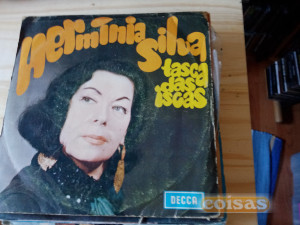 Hermínia Silva
tasca
das
iscas
DECCA
coisas